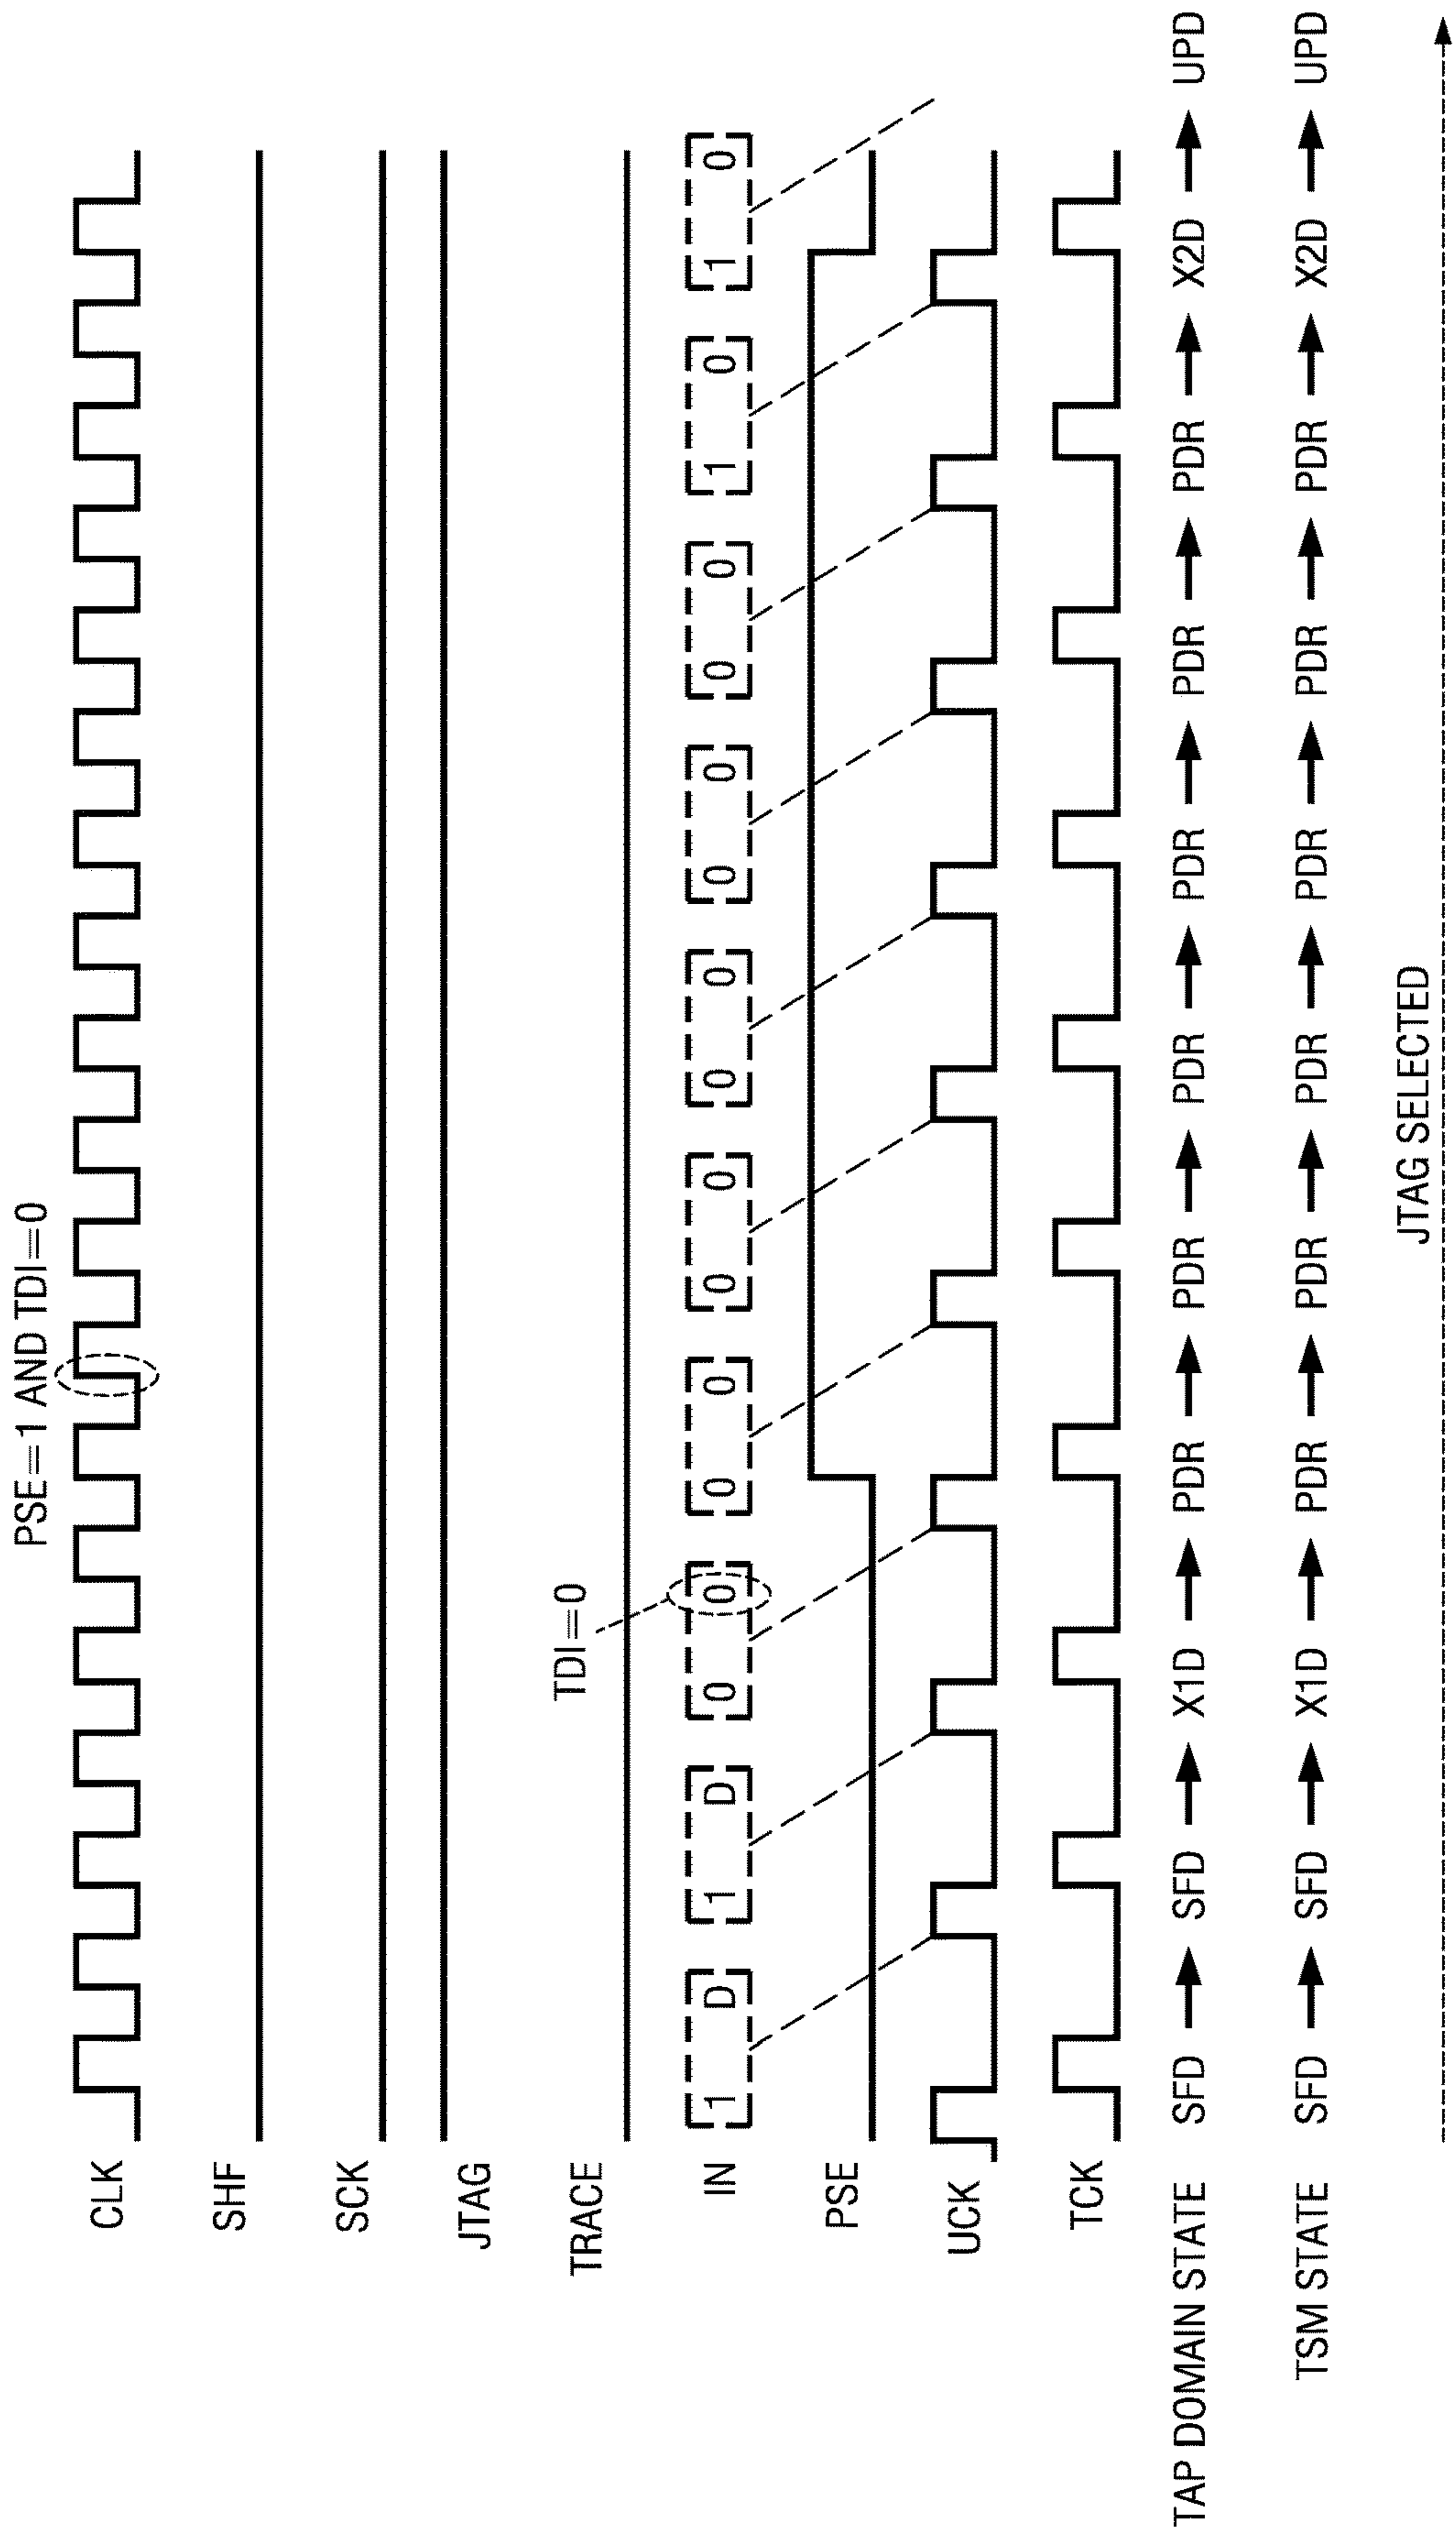 PSE=1 AND TDI=0
CLK
SHF
SCK
JTAG
TRACE
TDI=0
IN 1 D 1 D 0 0 0 0 0 0 0 0 0 0 0 0 1 0 1 0
PSE
UCK
TCK
TAP DOMAIN STATE SFD → SFD → X1D → PDR → PDR → PDR → PDR → PDR → PDR → X2D → UPD
TSM STATE SFD → SFD → X1D → PDR → PDR → PDR → PDR → PDR → PDR → X2D → UPD
JTAG SELECTED